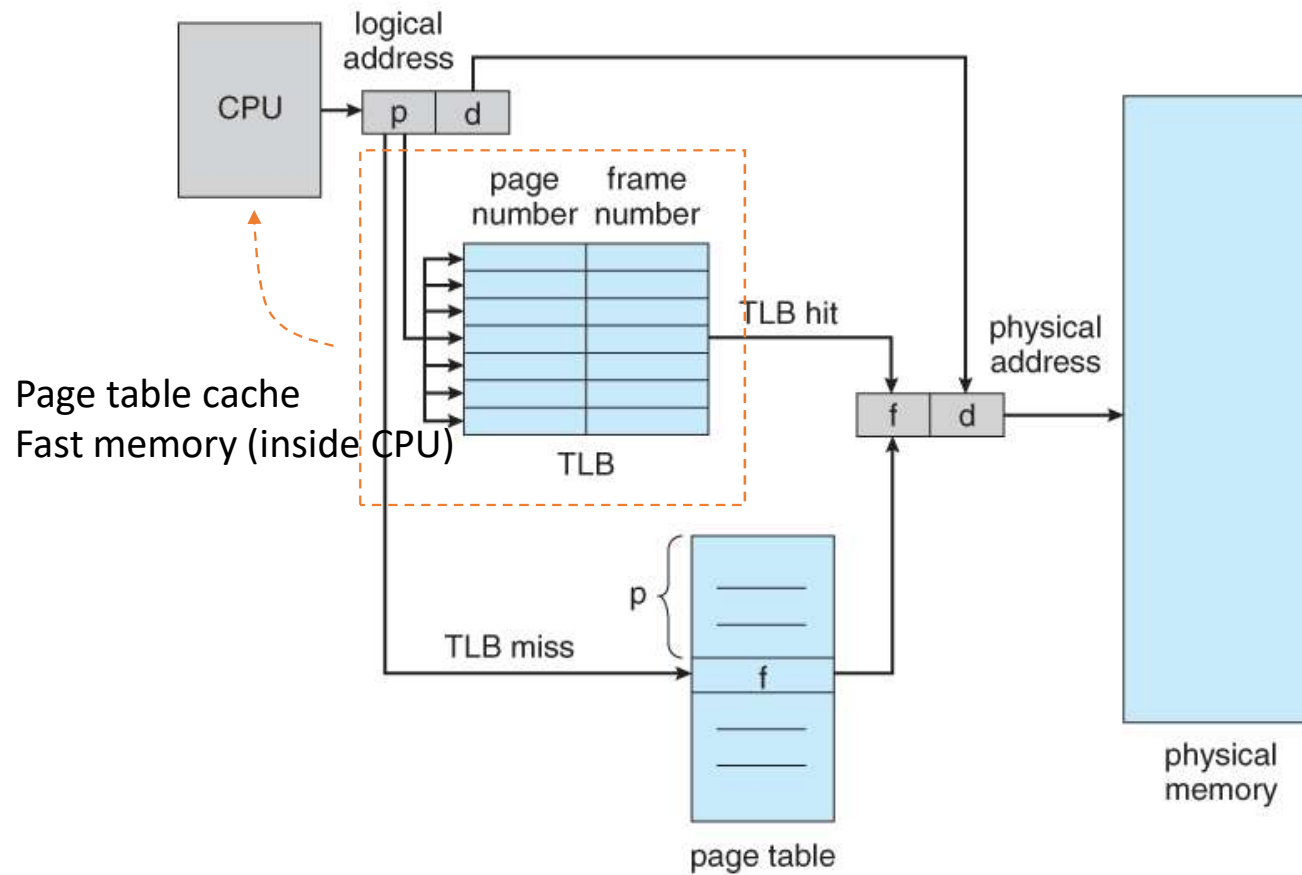 logical
address
CPU
p
d
page
number
frame
number
TLB hit
physical
address
Page table cache
Fast memory (inside CPU)
f
d
TLB
p
TLB miss
f
physical
memory
page table